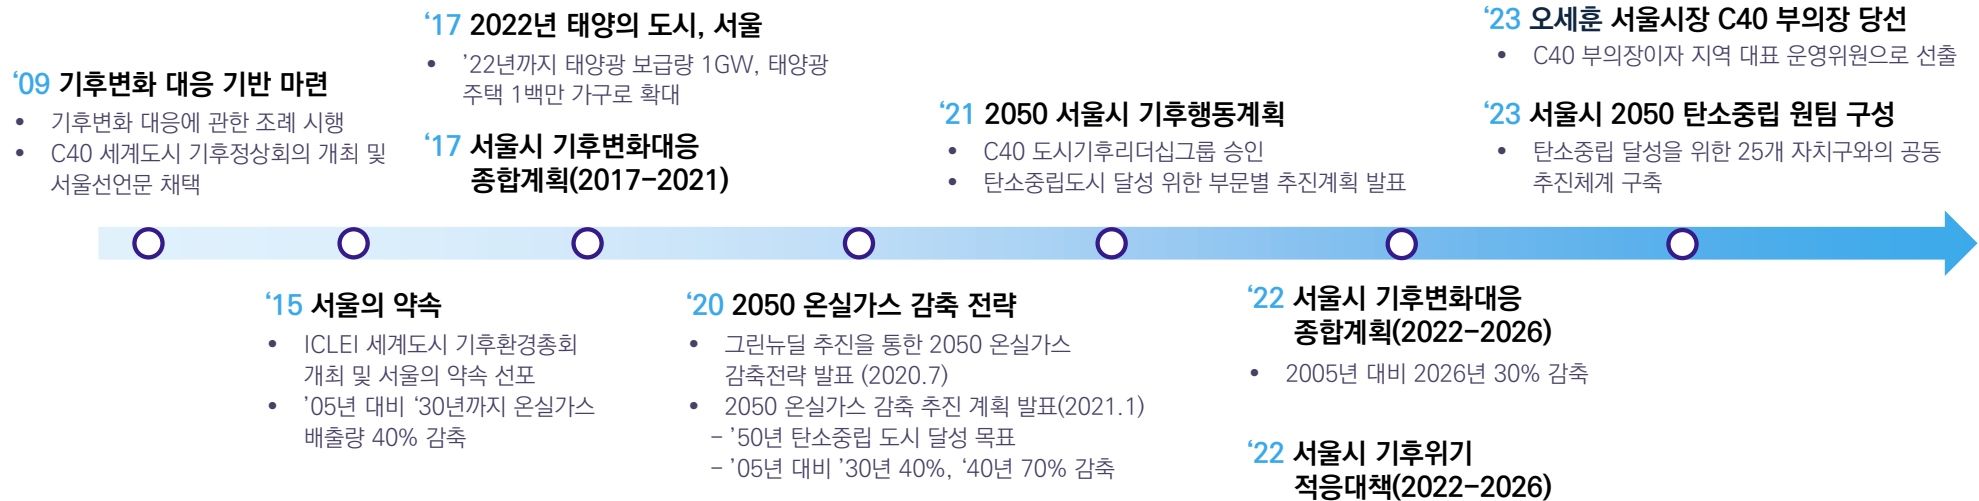 ‘09 기후변화 대응 기반 마련
• 기후변화 대응에 관한 조례 시행
• C40 세계도시 기후정상회의 개최 및
서울선언문 채택
‘15 서울의 약속
• ICLEI 세계도시 기후환경총회
개최 및 서울의 약속 선포
• ’05년 대비 ‘30년까지 온실가스
배출량 40% 감축
‘17 2022년 태양의 도시, 서울
• ’22년까지 태양광 보급량 1GW, 태양광
주택 1백만 가구로 확대
‘17 서울시 기후변화대응
종합계획(2017-2021)
‘20 2050 온실가스 감축 전략
• 그린뉴딜 추진을 통한 2050 온실가스
감축전략 발표 (2020.7)
• 2050 온실가스 감축 추진 계획 발표(2021.1)
- ’50년 탄소중립 도시 달성 목표
- ’05년 대비 ’30년 40%, ‘40년 70% 감축
‘21 2050 서울시 기후행동계획
• C40 도시기후리더십그룹 승인
• 탄소중립도시 달성 위한 부문별 추진계획 발표
‘22 서울시 기후변화대응
종합계획(2022-2026)
• 2005년 대비 2026년 30% 감축
‘22 서울시 기후위기
적응대책(2022-2026)
‘23 오세훈 서울시장 C40 부의장 당선
• C40 부의장이자 지역 대표 운영위원으로 선출
‘23 서울시 2050 탄소중립 원팀 구성
• 탄소중립 달성을 위한 25개 자치구와의 공동
추진체계 구축